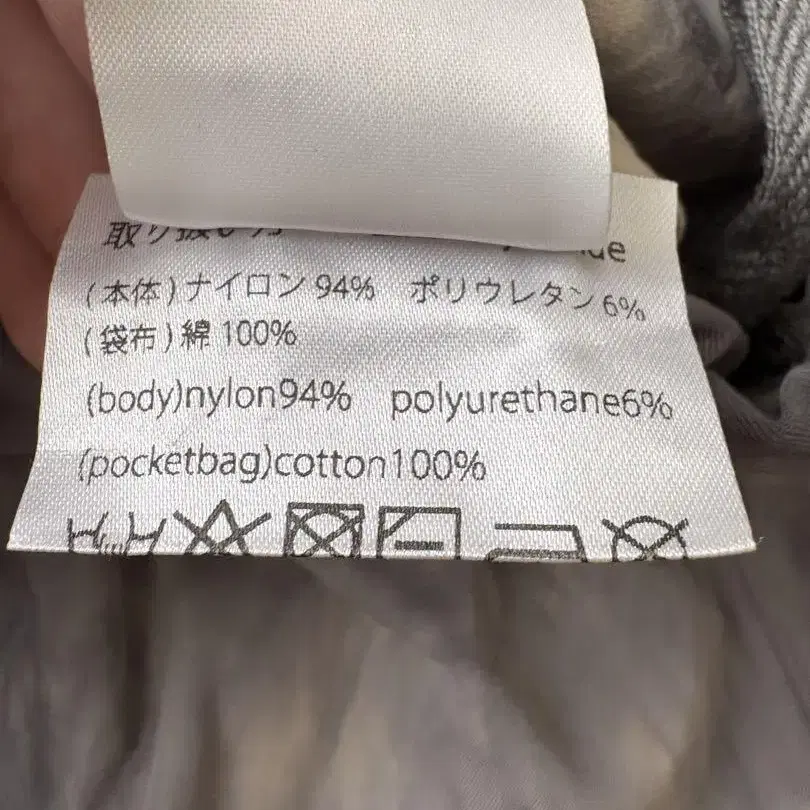 (本体)ナイロン 94% ポリウレタン 6%
(袋布)綿 100%
(body)nylon94% polyurethane6%
(pocketbag)cotton100%